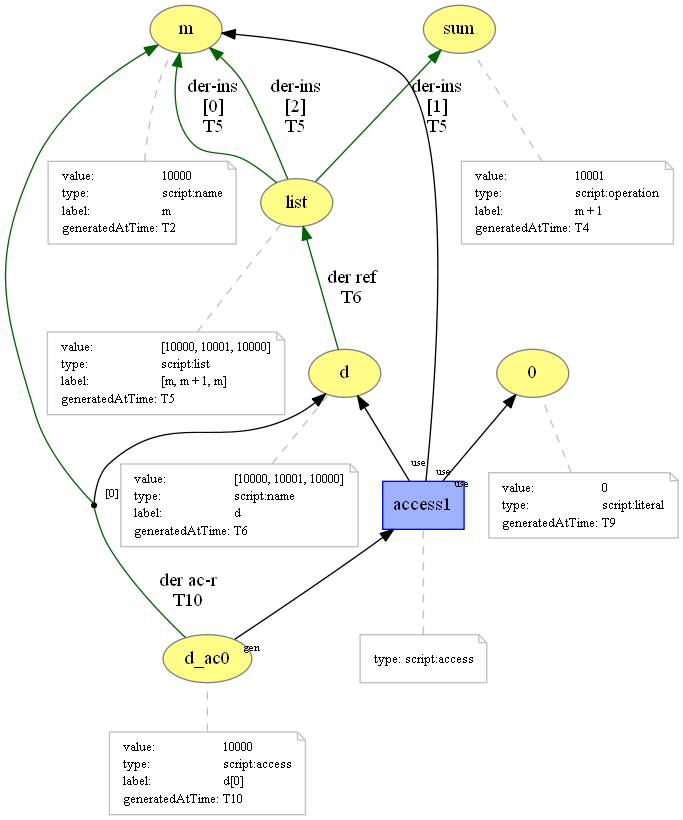 m
sum
der-ins
[0]
T5
der-ins
[2]
T5
der-ins
[1]
T5
value: 10000
type: script:name
label: m
generatedAtTime: T2
value: 10001
type: script:operation
label: m + 1
generatedAtTime: T4
list
der ref
T6
value: [10000, 10001, 10000]
type: script:list
label: [m, m + 1, m]
generatedAtTime: T5
d
0
use
use
use
[0]
value: [10000, 10001, 10000]
type: script:name
label: d
generatedAtTime: T6
access1
value: 0
type: script:literal
generatedAtTime: T9
der ac-r
T10
d_ac0
gen
type: script:access
value: 10000
type: script:access
label: d[0]
generatedAtTime: T10